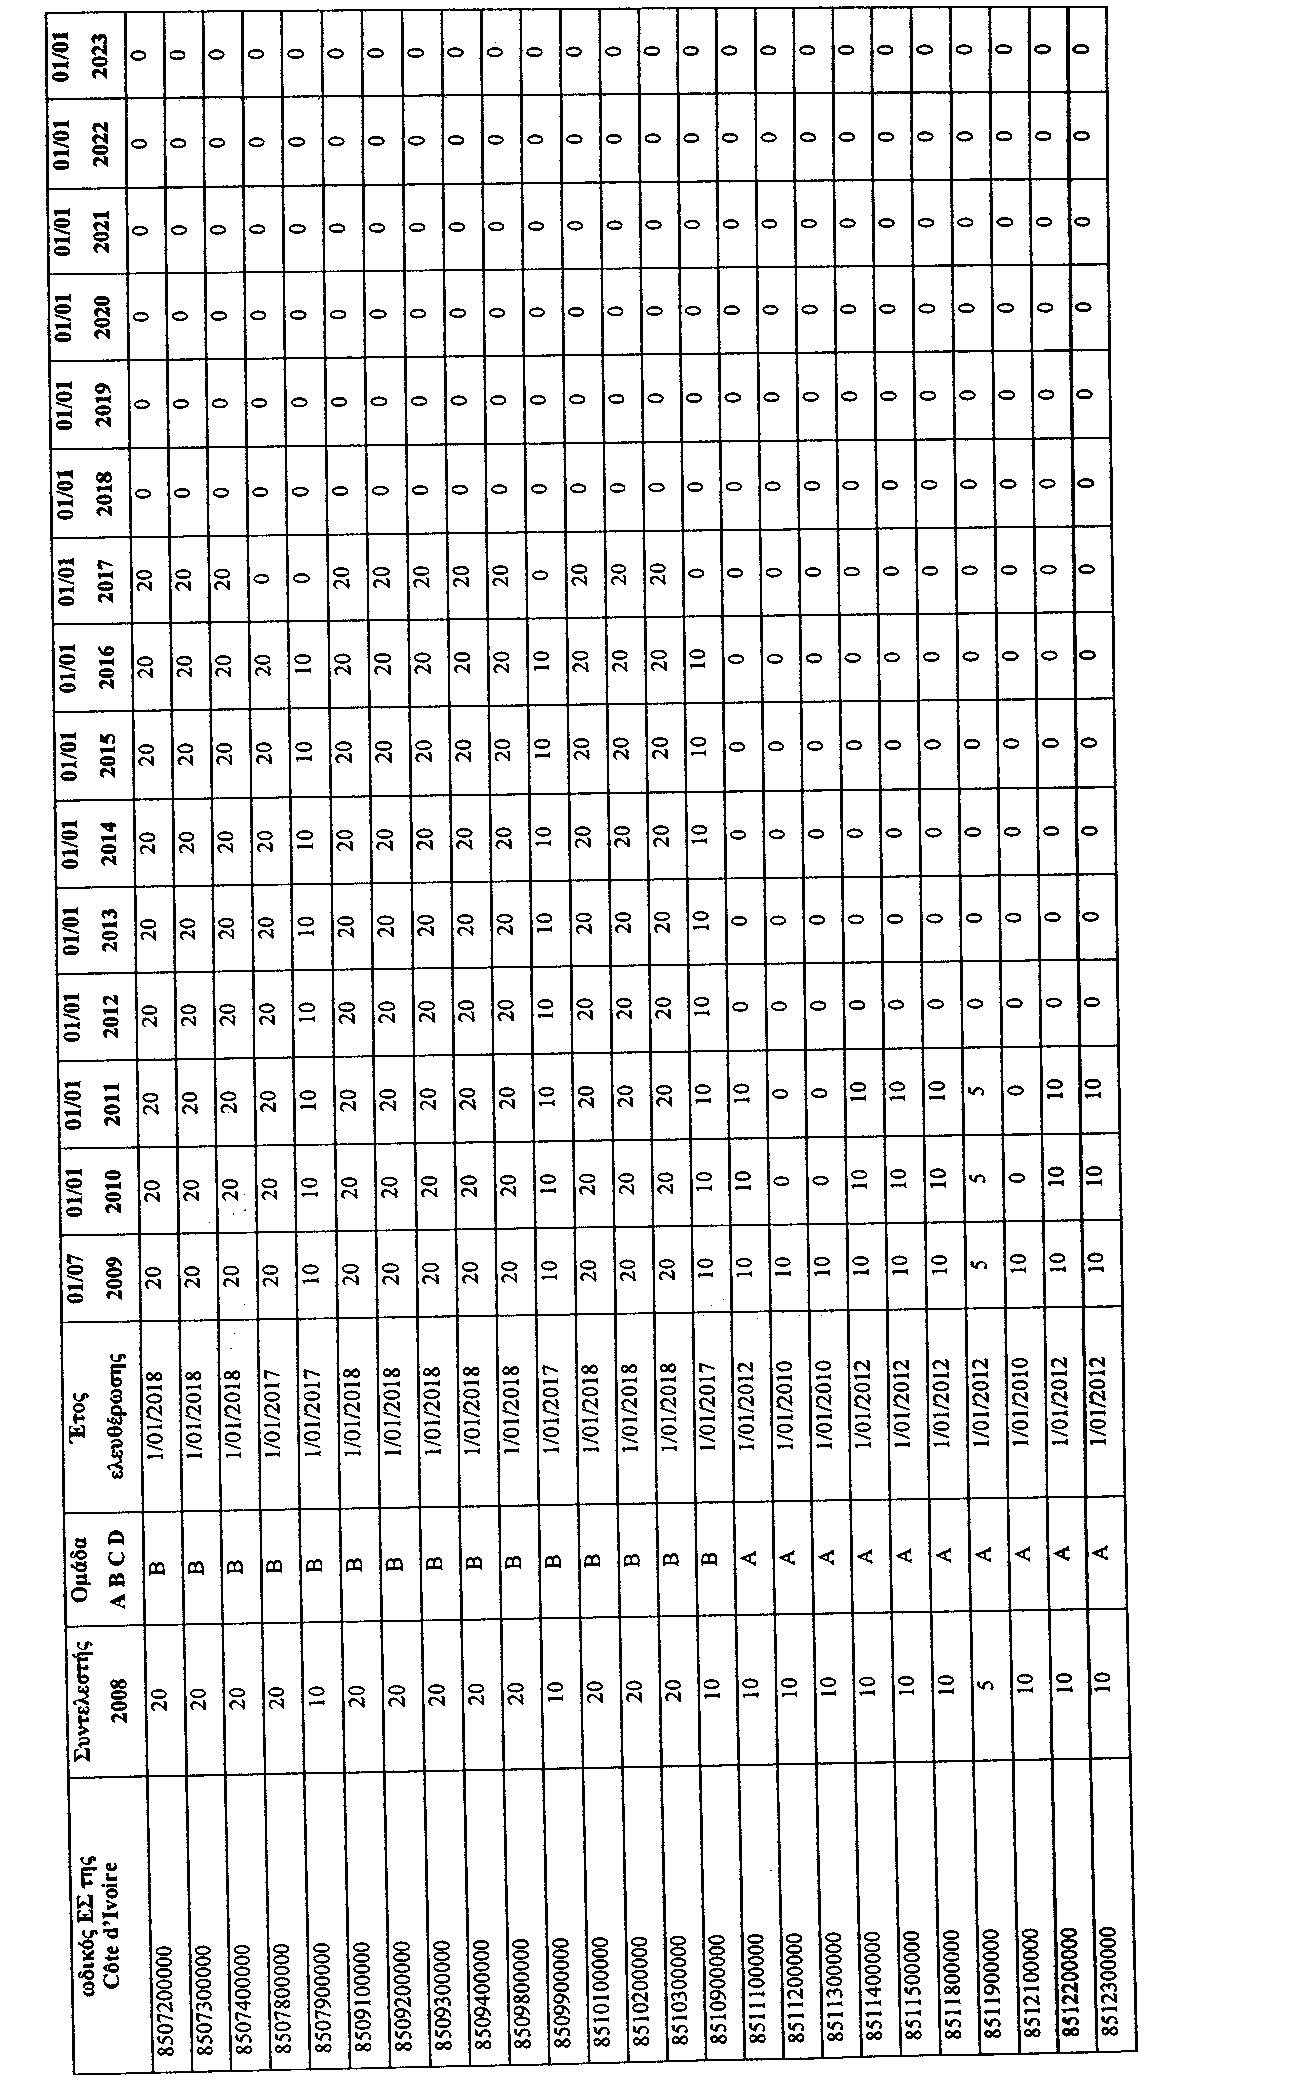 ωδικός ΕΣ της Côte d'Ivoire | Συντελεστής 2008 | Ομάδα A B C D | Έτος ελευθέρωσης | 01/07 2009 | 01/01 2010 | 01/01 2011 | 01/01 2012 | 01/01 2013 | 01/01 2014 | 01/01 2015 | 01/01 2016 | 01/01 2017 | 01/01 2018 | 01/01 2019 | 01/01 2020 | 01/01 2021 | 01/01 2022 | 01/01 2023
8507200000 20 B 1/01/2018 20 20 20 20 20 20 20 20 20 0 0 0 0 0 0
8507300000 20 B 1/01/2018 20 20 20 20 20 20 20 20 20 0 0 0 0 0 0
8507400000 20 B 1/01/2018 20 20 20 20 20 20 20 20 20 0 0 0 0 0 0
8507800000 20 B 1/01/2017 20 20 20 20 20 20 20 20 0 0 0 0 0 0 0
8507900000 10 B 1/01/2017 10 10 10 10 10 10 10 10 0 0 0 0 0 0 0
8509100000 20 B 1/01/2018 20 20 20 20 20 20 20 20 20 0 0 0 0 0 0
8509200000 20 B 1/01/2018 20 20 20 20 20 20 20 20 20 0 0 0 0 0 0
8509300000 20 B 1/01/2018 20 20 20 20 20 20 20 20 20 0 0 0 0 0 0
8509400000 20 B 1/01/2018 20 20 20 20 20 20 20 20 20 0 0 0 0 0 0
8509800000 20 B 1/01/2018 20 20 20 20 20 20 20 20 20 0 0 0 0 0 0
8509900000 10 B 1/01/2017 10 10 10 10 10 10 10 10 0 0 0 0 0 0 0
8510100000 20 B 1/01/2018 20 20 20 20 20 20 20 20 20 0 0 0 0 0 0
8510200000 20 B 1/01/2018 20 20 20 20 20 20 20 20 20 0 0 0 0 0 0
8510300000 20 B 1/01/2018 20 20 20 20 20 20 20 20 20 0 0 0 0 0 0
8510900000 10 B 1/01/2017 10 10 10 10 10 10 10 10 0 0 0 0 0 0 0
8511100000 10 A 1/01/2012 10 10 10 0 0 0 0 0 0 0 0 0 0 0 0
8511200000 10 A 1/01/2010 10 0 0 0 0 0 0 0 0 0 0 0 0 0 0
8511300000 10 A 1/01/2010 10 0 0 0 0 0 0 0 0 0 0 0 0 0 0
8511400000 10 A 1/01/2012 10 10 10 0 0 0 0 0 0 0 0 0 0 0 0
8511500000 10 A 1/01/2012 10 10 10 0 0 0 0 0 0 0 0 0 0 0 0
8511800000 10 A 1/01/2012 10 10 10 0 0 0 0 0 0 0 0 0 0 0 0
8511900000 5 A 1/01/2012 5 5 5 0 0 0 0 0 0 0 0 0 0 0 0
8512100000 10 A 1/01/2010 10 0 0 0 0 0 0 0 0 0 0 0 0 0 0
8512200000 10 A 1/01/2012 10 10 10 0 0 0 0 0 0 0 0 0 0 0 0
8512300000 10 A 1/01/2012 10 10 10 0 0 0 0 0 0 0 0 0 0 0 0